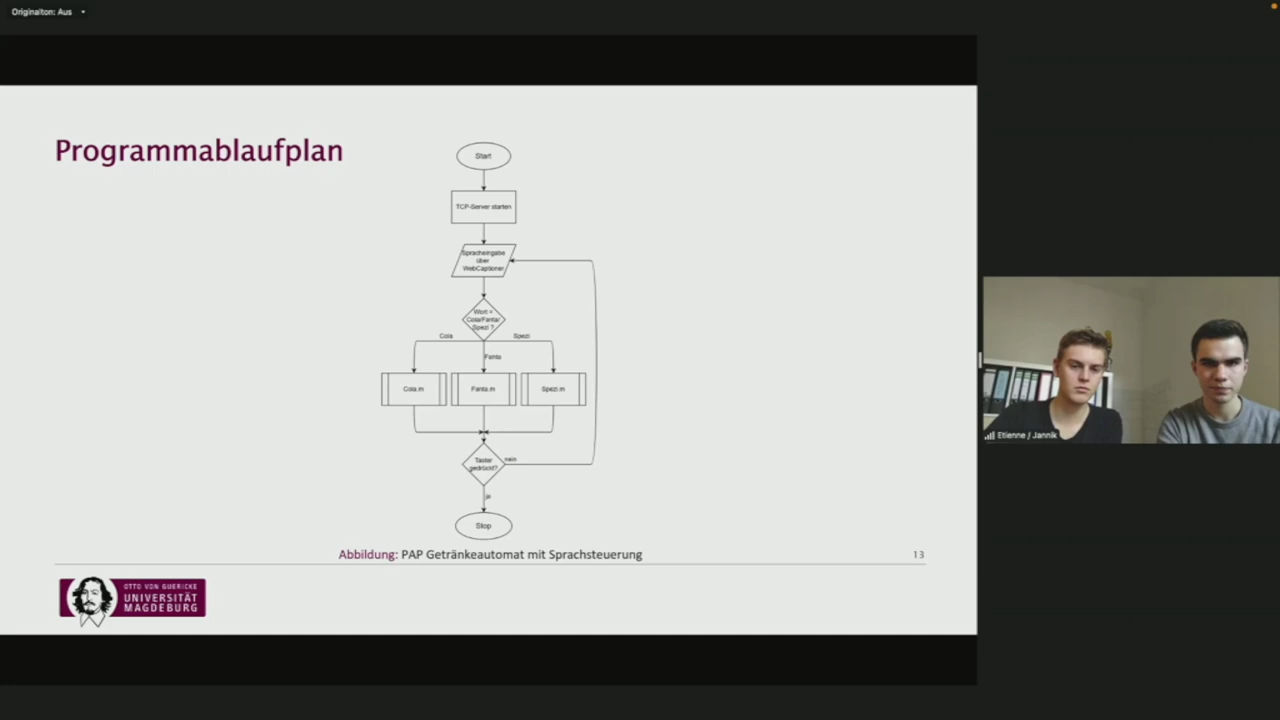 Originalton: Aus
Programmablaufplan
Start
TCP-Server starten
Spracheingabe
über
WebCaptioner
Wort =
Cola/Fanta/
Spezi ?
Cola
Spezi
Fanta
Cola.m
Fanta.m
Spezi.m
Taster
gedrückt?
nein
ja
Stop
Abbildung: PAP Getränkeautomat mit Sprachsteuerung
13
OTTO VON GUERICKE
UNIVERSITÄT
MAGDEBURG
Etienne / Jannik